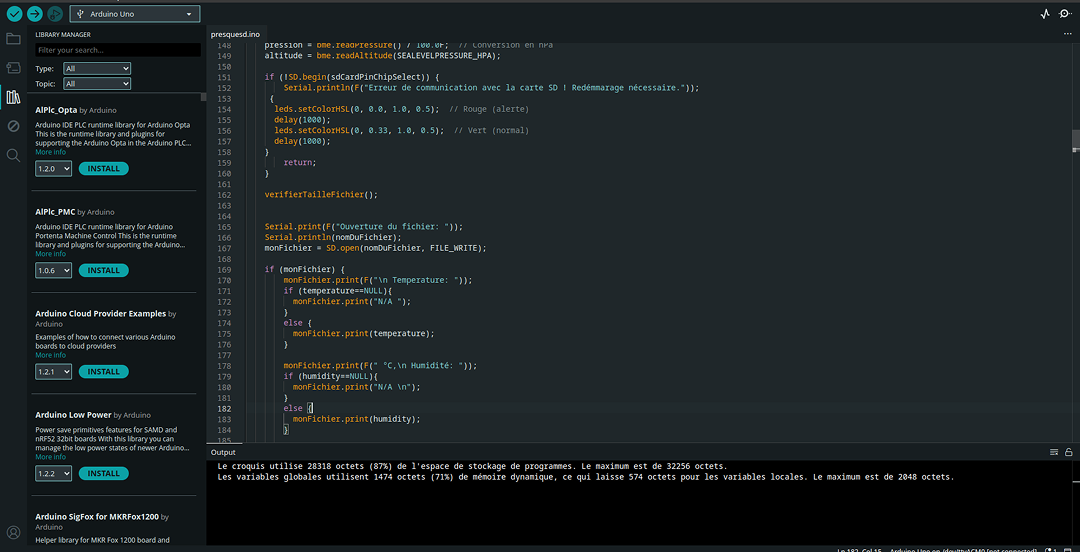 Arduino Uno
LIBRARY MANAGER
Filter your search...
Type: All
Topic: All
AlPlc_Opta by Arduino
Arduino IDE PLC runtime library for Arduino Opta
This is the runtime library and plugins for
supporting the Arduino Opta in the Arduino PLC...
More info
1.2.0 INSTALL
AlPlc_PMC by Arduino
Arduino IDE PLC runtime library for Arduino
Portenta Machine Control This is the runtime
library and plugins for supporting the Arduino...
More info
1.0.6 INSTALL
Arduino Cloud Provider Examples by
Arduino
Examples of how to connect various Arduino
boards to cloud providers
More info
1.2.1 INSTALL
Arduino Low Power by Arduino
Power save primitives features for SAMD and
nRF52 32bit boards With this library you can
manage the low power states of newer Arduino...
More info
1.2.2 INSTALL
Arduino SigFox for MKRFox1200 by
Arduino
Helper library for MKR Fox 1200 board and
presquesd.ino
148 pression = bme.readPressure() / 100.0F; // Conversion en hPa
149 altitude = bme.readAltitude(SEALEVELPRESSURE_HPA);
150
151 if (!SD.begin(sdCardPinChipSelect)) {
152 Serial.println(F("Erreur de communication avec la carte SD ! Redémmarage nécessaire."));
153 {
154 leds.setColorHSL(0, 0.0, 1.0, 0.5); // Rouge (alerte)
155 delay(1000);
156 leds.setColorHSL(0, 0.33, 1.0, 0.5); // Vert (normal)
157 delay(1000);
158 }
159 return;
160 }
161
162 verifierTailleFichier();
163
164
165 Serial.print(F("Ouverture du fichier: "));
166 Serial.println(nomDuFichier);
167 monFichier = SD.open(nomDuFichier, FILE_WRITE);
168
169 if (monFichier) {
170 monFichier.print(F("\n Temperature: "));
171 if (temperature==NULL){
172 monFichier.print("N/A ");
173 }
174 else {
175 monFichier.print(temperature);
176 }
177
178 monFichier.print(F(" °C,\n Humidité: "));
179 if (humidity==NULL){
180 monFichier.print("N/A \n");
181 }
182 else {
183 monFichier.print(humidity);
184 }
185
Output
Le croquis utilise 28318 octets (87%) de l'espace de stockage de programmes. Le maximum est de 32256 octets.
Les variables globales utilisent 1474 octets (71%) de mémoire dynamique, ce qui laisse 574 octets pour les variables locales. Le maximum est de 2048 octets.
Ln 182, Col 15 Arduino Uno on /dev/ttyACM0 [not connected] 1